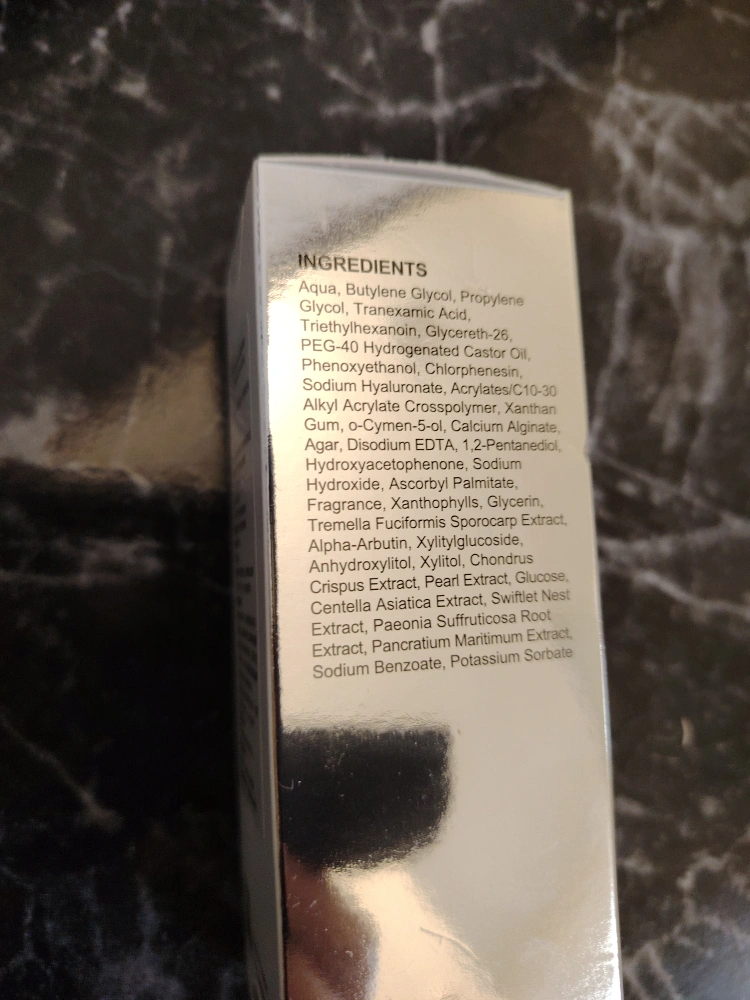 INGREDIENTS
Aqua, Butylene Glycol, Propylene
Glycol, Tranexamic Acid,
Triethylhexanoin, Glycereth-26,
PEG-40 Hydrogenated Castor Oil,
Phenoxyethanol, Chlorphenesin,
Sodium Hyaluronate, Acrylates/C10-30
Alkyl Acrylate Crosspolymer, Xanthan
Gum, o-Cymen-5-ol, Calcium Alginate,
Agar, Disodium EDTA, 1,2-Pentanediol,
Hydroxyacetophenone, Sodium
Hydroxide, Ascorbyl Palmitate,
Fragrance, Xanthophylls, Glycerin,
Tremella Fuciformis Sporocarp Extract,
Alpha-Arbutin, Xylitylglucoside,
Anhydroxylitol, Xylitol, Chondrus
Crispus Extract, Pearl Extract, Glucose,
Centella Asiatica Extract, Swiftlet Nest
Extract, Paeonia Suffruticosa Root
Extract, Pancratium Maritimum Extract,
Sodium Benzoate, Potassium Sorbate